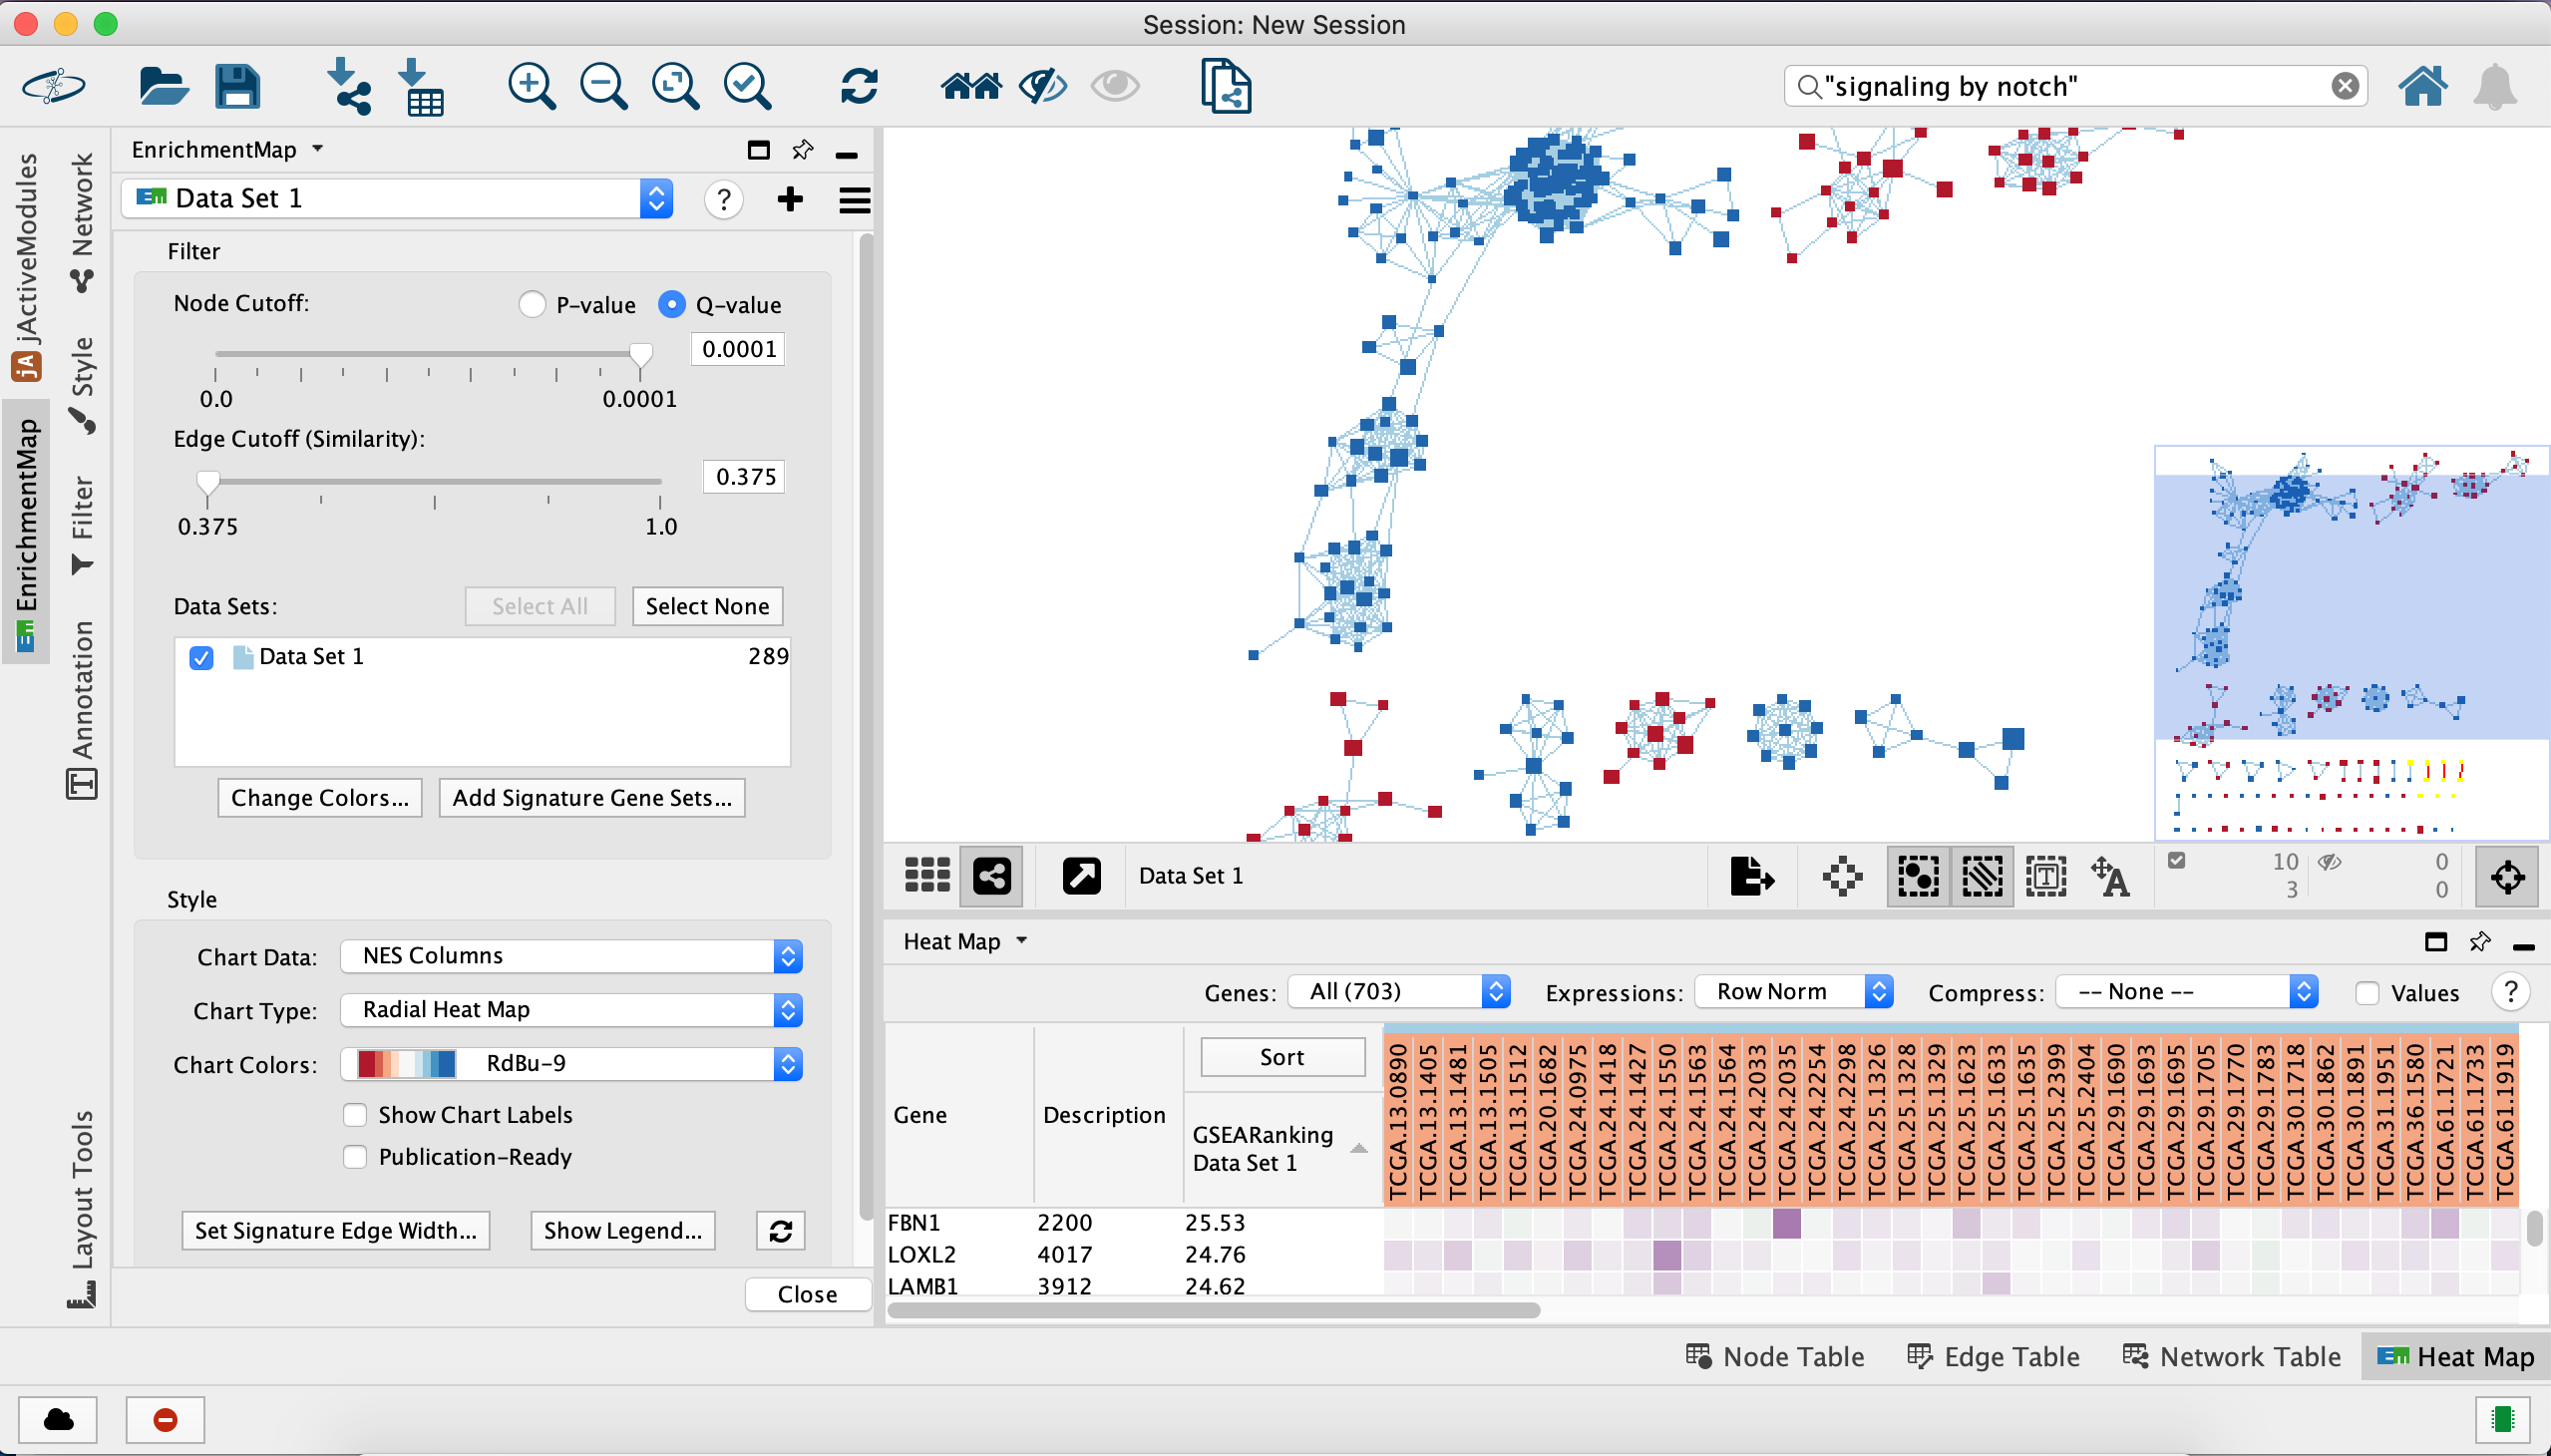 Session: New Session
"signaling by notch"
jActiveModules
jA
EnrichmentMap
Em
Network
Style
Filter
Annotation
T
Layout Tools
EnrichmentMap
Em Data Set 1
?
Filter
Node Cutoff:
P-value
Q-value
0.0001
0.0
0.0001
Edge Cutoff (Similarity):
0.375
0.375
1.0
Data Sets:
Select All
Select None
Data Set 1
289
Change Colors...
Add Signature Gene Sets...
Style
Chart Data:
NES Columns
Chart Type:
Radial Heat Map
Chart Colors:
RdBu-9
Show Chart Labels
Publication-Ready
Set Signature Edge Width...
Show Legend...
Close
Data Set 1
T
A
10
3
0
0
Heat Map
Genes:
All (703)
Expressions:
Row Norm
Compress:
-- None --
Values
?
Gene
Description
Sort
GSEARanking
Data Set 1
TCGA.13.0890
TCGA.13.1405
TCGA.13.1481
TCGA.13.1505
TCGA.13.1512
TCGA.20.1682
TCGA.24.0975
TCGA.24.1418
TCGA.24.1427
TCGA.24.1550
TCGA.24.1563
TCGA.24.1564
TCGA.24.2033
TCGA.24.2035
TCGA.24.2254
TCGA.24.2298
TCGA.25.1326
TCGA.25.1328
TCGA.25.1329
TCGA.25.1623
TCGA.25.1633
TCGA.25.1635
TCGA.25.2399
TCGA.25.2404
TCGA.29.1690
TCGA.29.1693
TCGA.29.1695
TCGA.29.1705
TCGA.29.1770
TCGA.29.1783
TCGA.30.1718
TCGA.30.1862
TCGA.30.1891
TCGA.31.1951
TCGA.36.1580
TCGA.61.1721
TCGA.61.1733
TCGA.61.1919
FBN1 2200 25.53
LOXL2 4017 24.76
LAMB1 3912 24.62
Node Table
Edge Table
Network Table
Em Heat Map